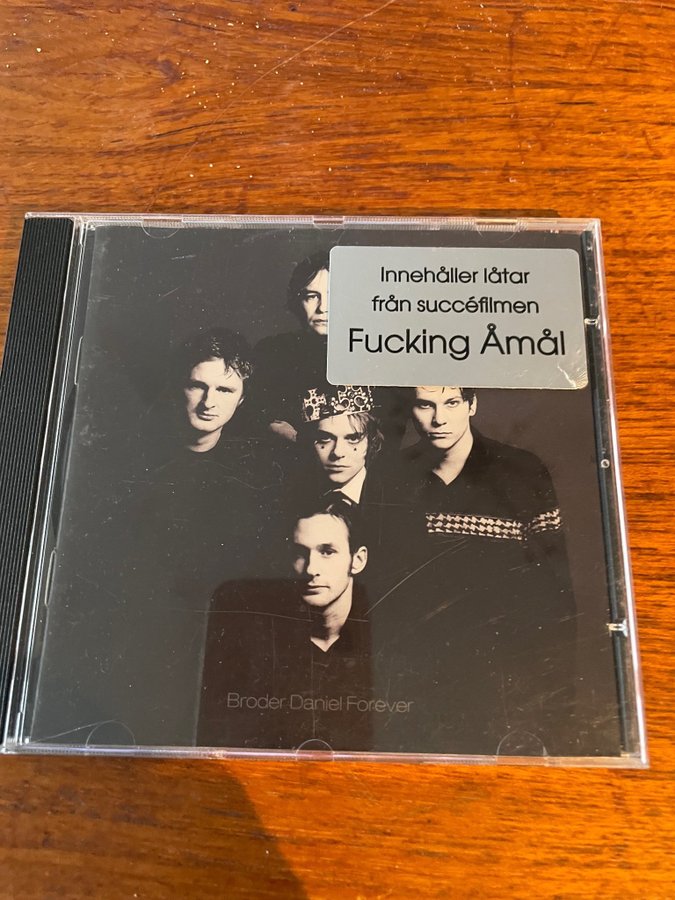 Innehåller låtar
från succéfilmen
Fucking Åmål
Broder Daniel Forever